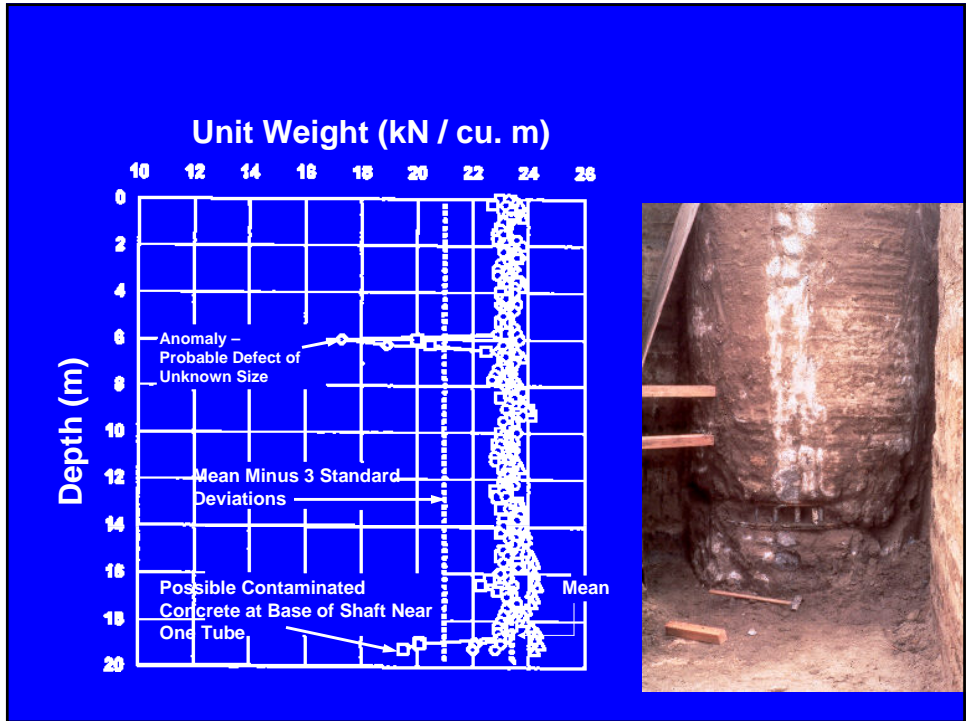 Unit Weight (kN / cu. m)
10 12 14 16 18 20 22 24 26
0
2
4
6
8
10
12
14
16
18
20
Depth (m)
Anomaly –
Probable Defect of
Unknown Size
Mean Minus 3 Standard
Deviations
Possible Contaminated
Concrete at Base of Shaft Near
One Tube
Mean